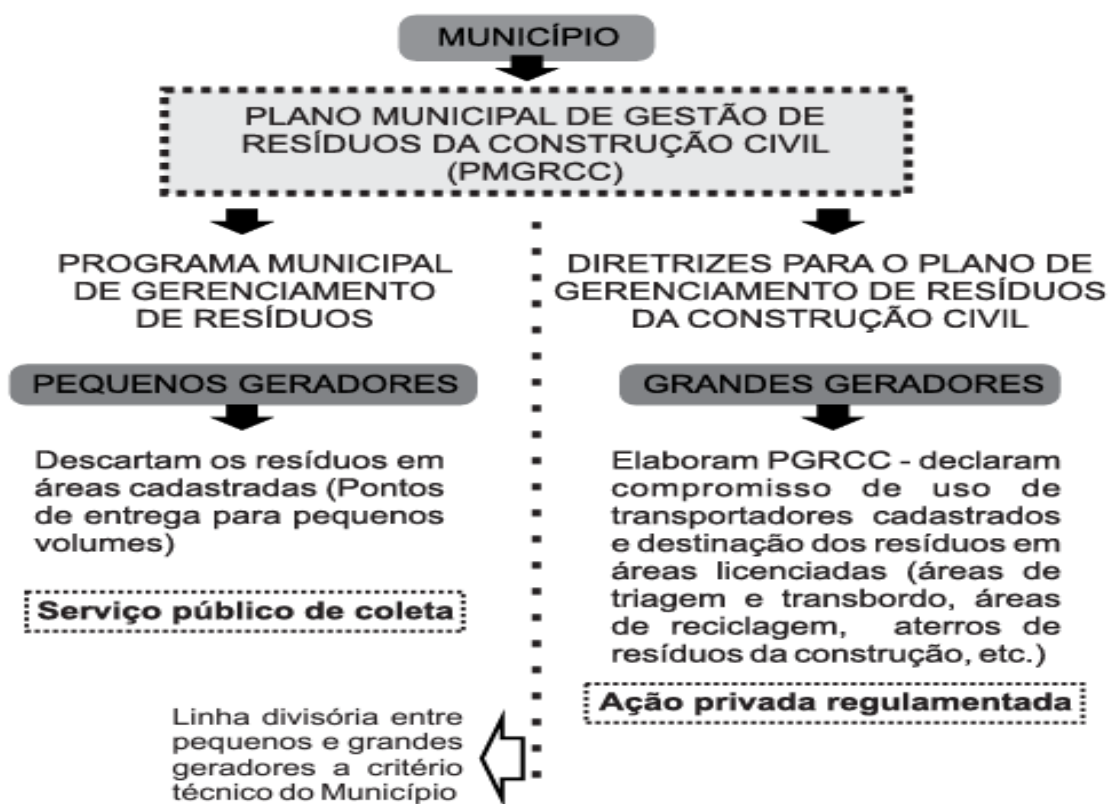 MUNICÍPIO
PLANO MUNICIPAL DE GESTÃO DE
RESÍDUOS DA CONSTRUÇÃO CIVIL
(PMGRCC)
PROGRAMA MUNICIPAL
DE GERENCIAMENTO
DE RESÍDUOS
PEQUENOS GERADORES
Descartam os resíduos em
áreas cadastradas (Pontos
de entrega para pequenos
volumes)
Serviço público de coleta
DIRETRIZES PARA O PLANO DE
GERENCIAMENTO DE RESÍDUOS
DA CONSTRUÇÃO CIVIL
GRANDES GERADORES
Elaboram PGRCC - declaram
compromisso de uso de
transportadores cadastrados
e destinação dos resíduos em
áreas licenciadas (áreas de
triagem e transbordo, áreas
de reciclagem, aterros de
resíduos da construção, etc.)
Ação privada regulamentada
Linha divisória entre
pequenos e grandes
geradores a critério
técnico do Município